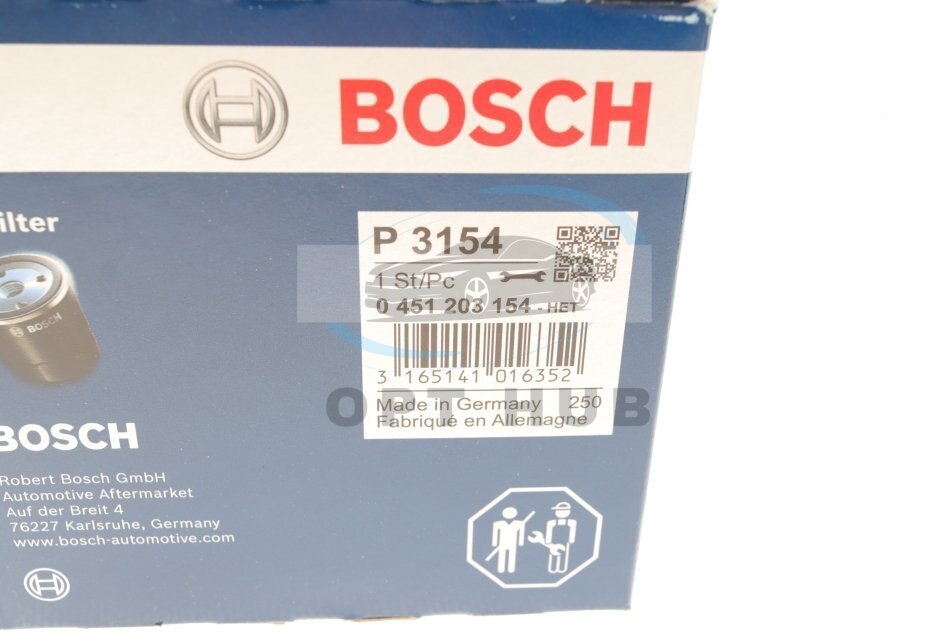 BOSCH
ilter
P 3154
1 St/Pc
0 451 203 154 - HET
3 165141 016352
Made in Germany 250
Fabriqué en Allemagne
OPT HUB
BOSCH
BOSCH
Robert Bosch GmbH
Automotive Aftermarket
Auf der Breit 4
76227 Karlsruhe, Germany
www.bosch-automotive.com